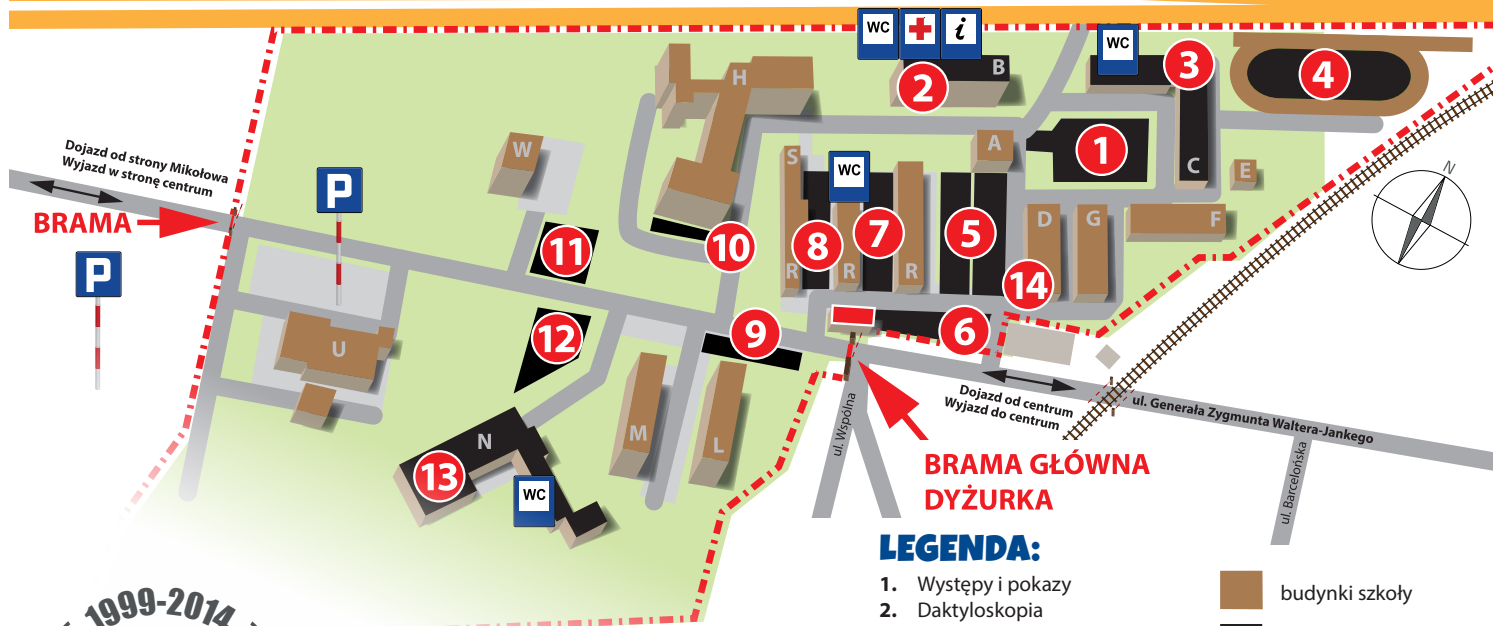 WC
i
WC
B
3
4
2
H
N
Dojazd od strony Mikołowa
Wyjazd w stronę centrum
W
A
1
C
E
S
WC
P
BRAMA
D
G
F
11
10
8
7
5
R
R
R
14
P
12
9
6
U
Dojazd od centrum
Wyjazd do centrum
ul. Generała Zygmunta Waltera-Jankego
ul. Wspólna
ul. Barcelońska
M
L
N
13
WC
BRAMA GŁÓWNA
DYŻURKA
LEGENDA:
1. Występy i pokazy
2. Daktyloskopia
budynki szkoły
1999-2014